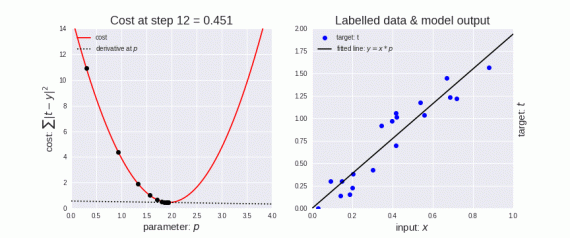 Cost at step 12 = 0.451
cost: ∑|t − y|²
14
12
10
8
6
4
2
0
cost
derivative at p
0.0 0.5 1.0 1.5 2.0 2.5 3.0 3.5 4.0
parameter: p
Labelled data & model output
2.00
1.75
1.50
1.25
1.00
0.75
0.50
0.25
0.00
target: t
fitted line: y = x * p
0.0 0.2 0.4 0.6 0.8 1.0
input: x
target: t